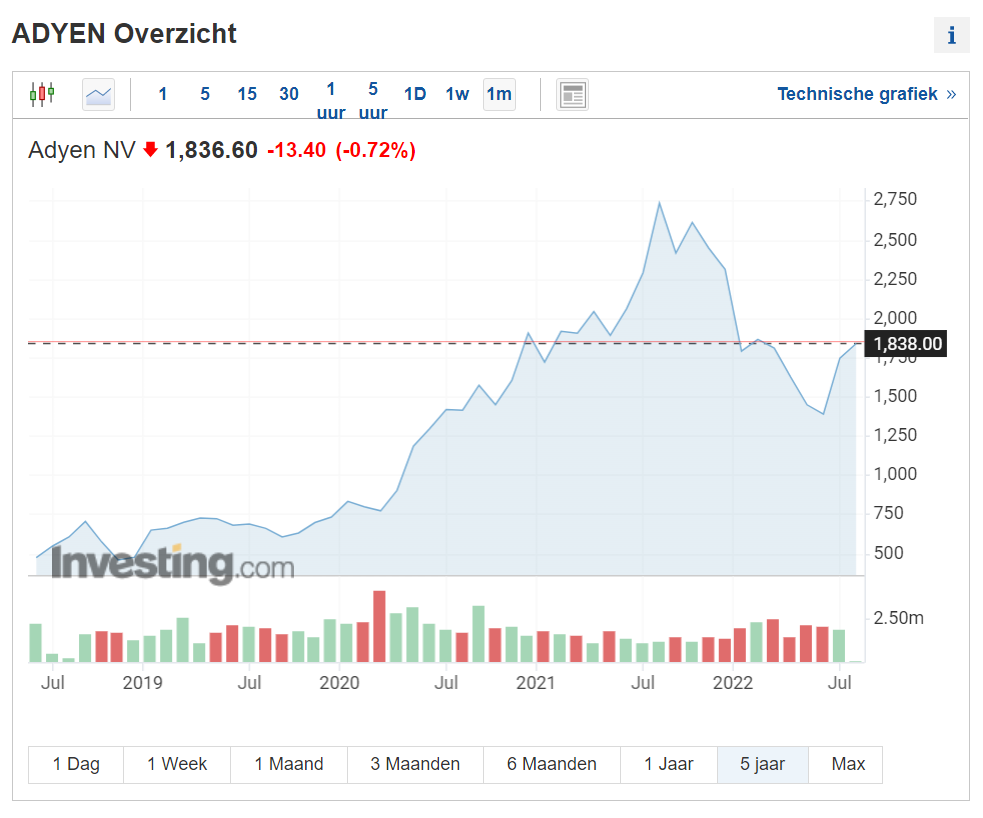 ADYEN Overzicht
i
1 5 15 30 1 uur 5 uur 1D 1w 1m
Technische grafiek »
Adyen NV 1,836.60 -13.40 (-0.72%)
2,750
2,500
2,250
2,000
1,838.00
1,750
1,500
1,250
1,000
750
500
Investing.com
2.50m
Jul 2019 Jul 2020 Jul 2021 Jul 2022 Jul
1 Dag 1 Week 1 Maand 3 Maanden 6 Maanden 1 Jaar 5 jaar Max